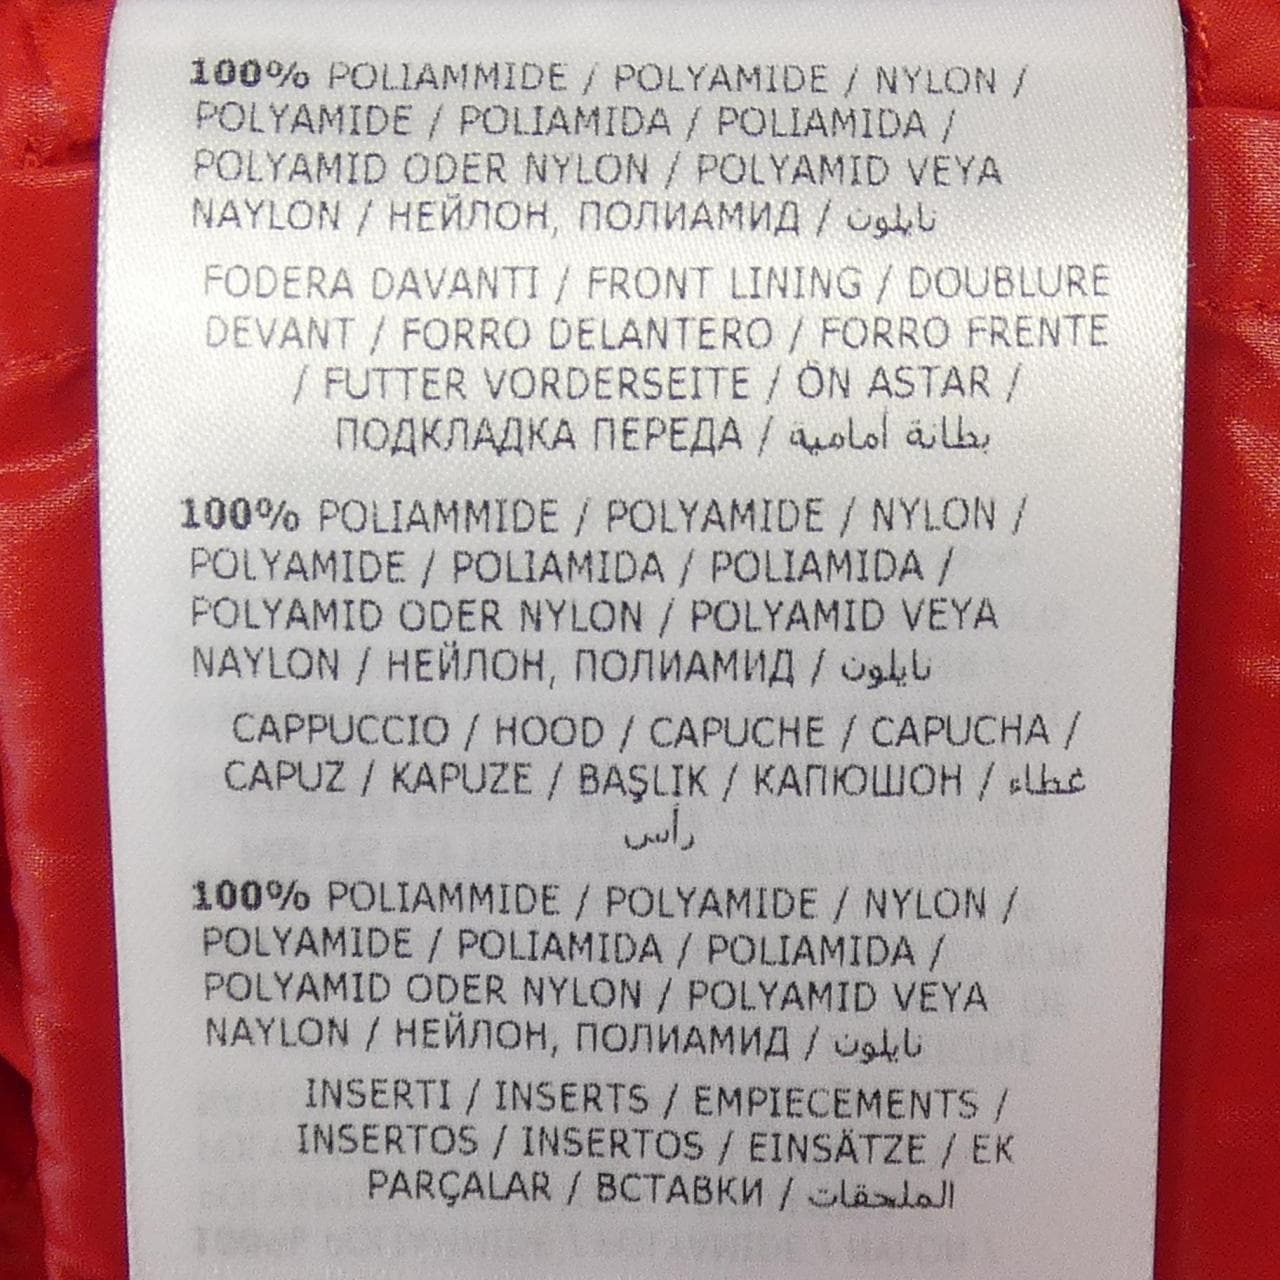 100% POLIAMMIDE / POLYAMIDE / NYLON /
POLYAMIDE / POLIAMIDA / POLIAMIDA /
POLYAMID ODER NYLON / POLYAMID VEYA
NAYLON / НЕЙЛОН, ПОЛИАМИД / نايلون
FODERA DAVANTI / FRONT LINING / DOUBLURE
DEVANT / FORRO DELANTERO / FORRO FRENTE
/ FUTTER VORDERSEITE / ÖN ASTAR /
ПОДКЛАДКА ПЕРЕДА / بطانة أمامية
100% POLIAMMIDE / POLYAMIDE / NYLON /
POLYAMIDE / POLIAMIDA / POLIAMIDA /
POLYAMID ODER NYLON / POLYAMID VEYA
NAYLON / НЕЙЛОН, ПОЛИАМИД / نايلون
CAPPUCCIO / HOOD / CAPUCHE / CAPUCHA /
CAPUZ / KAPUZE / BAŞLIK / КАПЮШОН / غطاء
رأس
100% POLIAMMIDE / POLYAMIDE / NYLON /
POLYAMIDE / POLIAMIDA / POLIAMIDA /
POLYAMID ODER NYLON / POLYAMID VEYA
NAYLON / НЕЙЛОН, ПОЛИАМИД / نايلون
INSERTI / INSERTS / EMPIECEMENTS /
INSERTOS / INSERTOS / EINSÄTZE / EK
PARÇALAR / ВСТАВКИ / الملحقات